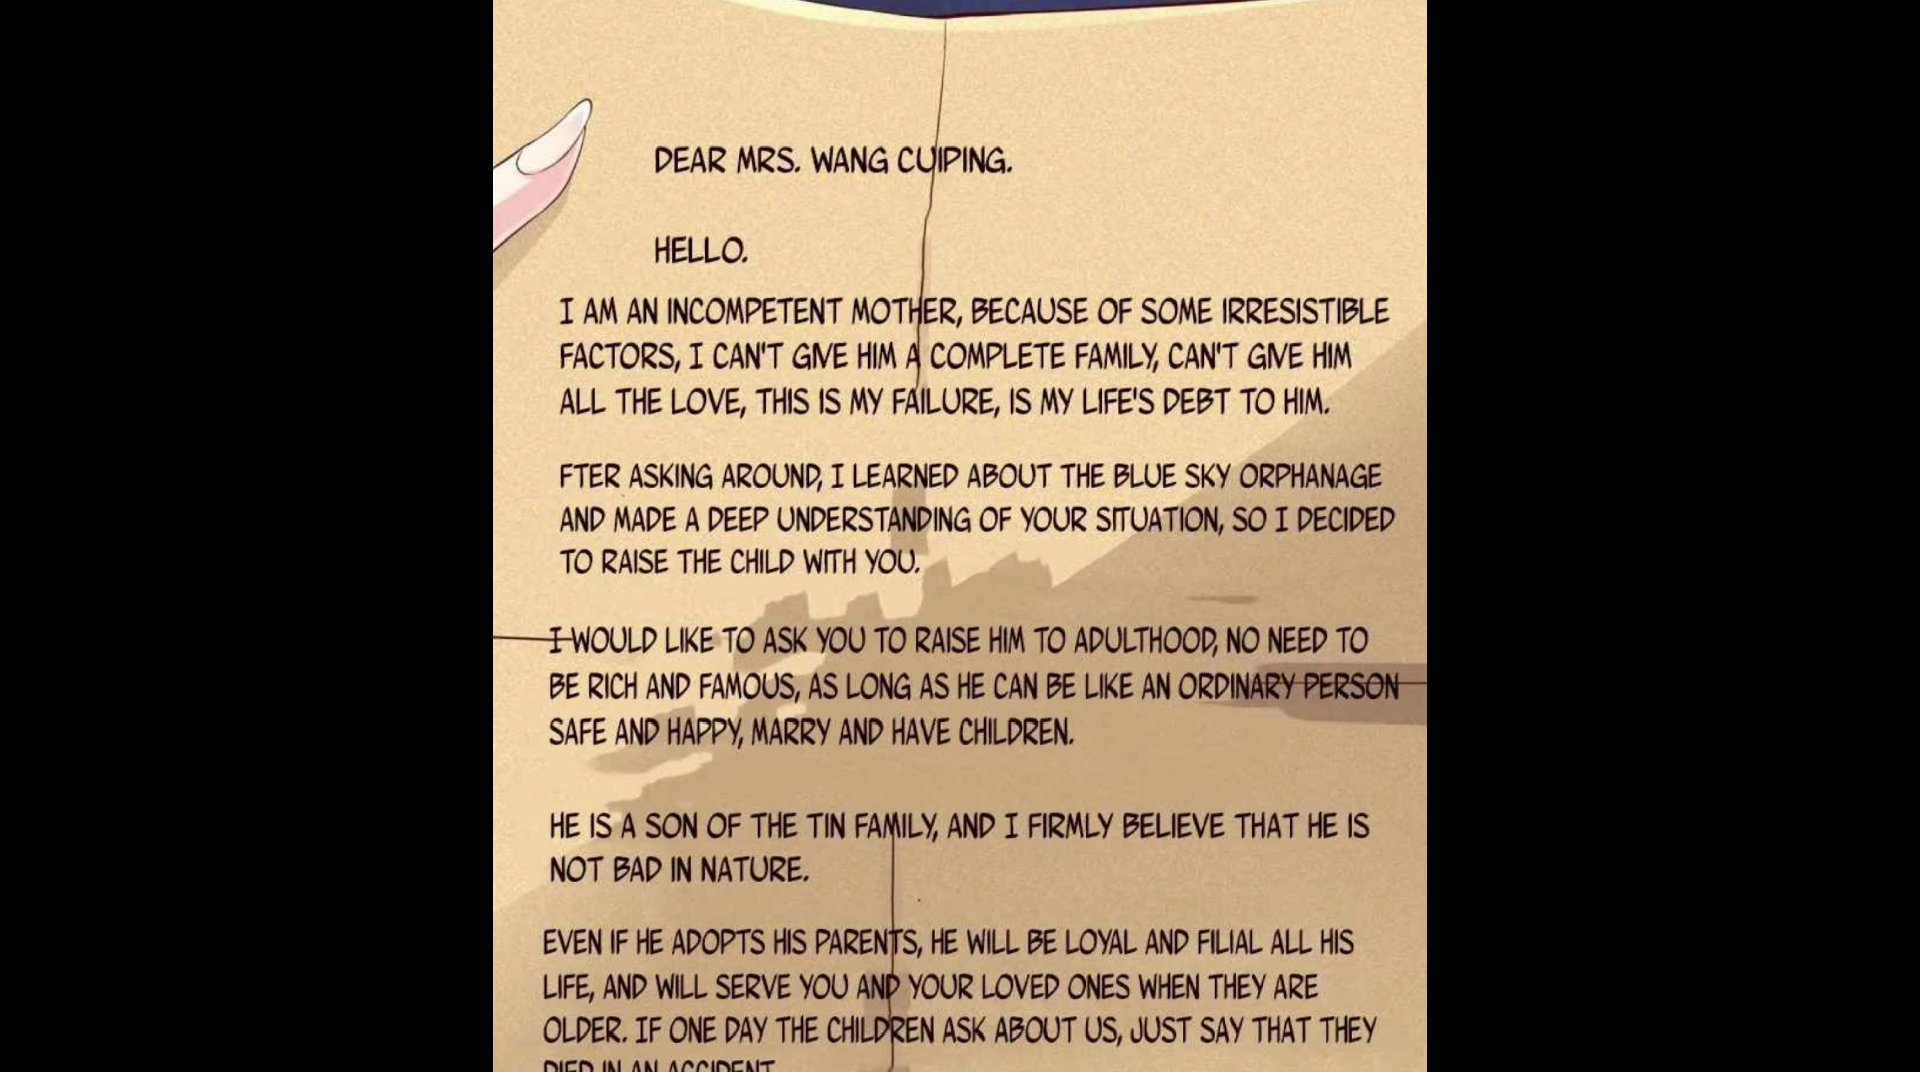 DEAR MRS. WANG CUIPING.
HELLO.
I AM AN INCOMPETENT MOTHER, BECAUSE OF SOME IRRESISTIBLE
FACTORS, I CAN'T GIVE HIM A COMPLETE FAMILY, CAN'T GIVE HIM
ALL THE LOVE, THIS IS MY FAILURE, IS MY LIFE'S DEBT TO HIM.
FTER ASKING AROUND, I LEARNED ABOUT THE BLUE SKY ORPHANAGE
AND MADE A DEEP UNDERSTANDING OF YOUR SITUATION, SO I DECIDED
TO RAISE THE CHILD WITH YOU.
I WOULD LIKE TO ASK YOU TO RAISE HIM TO ADULTHOOD, NO NEED TO
BE RICH AND FAMOUS, AS LONG AS HE CAN BE LIKE AN ORDINARY PERSON
SAFE AND HAPPY, MARRY AND HAVE CHILDREN.
HE IS A SON OF THE TIN FAMILY, AND I FIRMLY BELIEVE THAT HE IS
NOT BAD IN NATURE.
EVEN IF HE ADOPTS HIS PARENTS, HE WILL BE LOYAL AND FILIAL ALL HIS
LIFE, AND WILL SERVE YOU AND YOUR LOVED ONES WHEN THEY ARE
OLDER. IF ONE DAY THE CHILDREN ASK ABOUT US, JUST SAY THAT THEY
DIED IN AN ACCIDENT